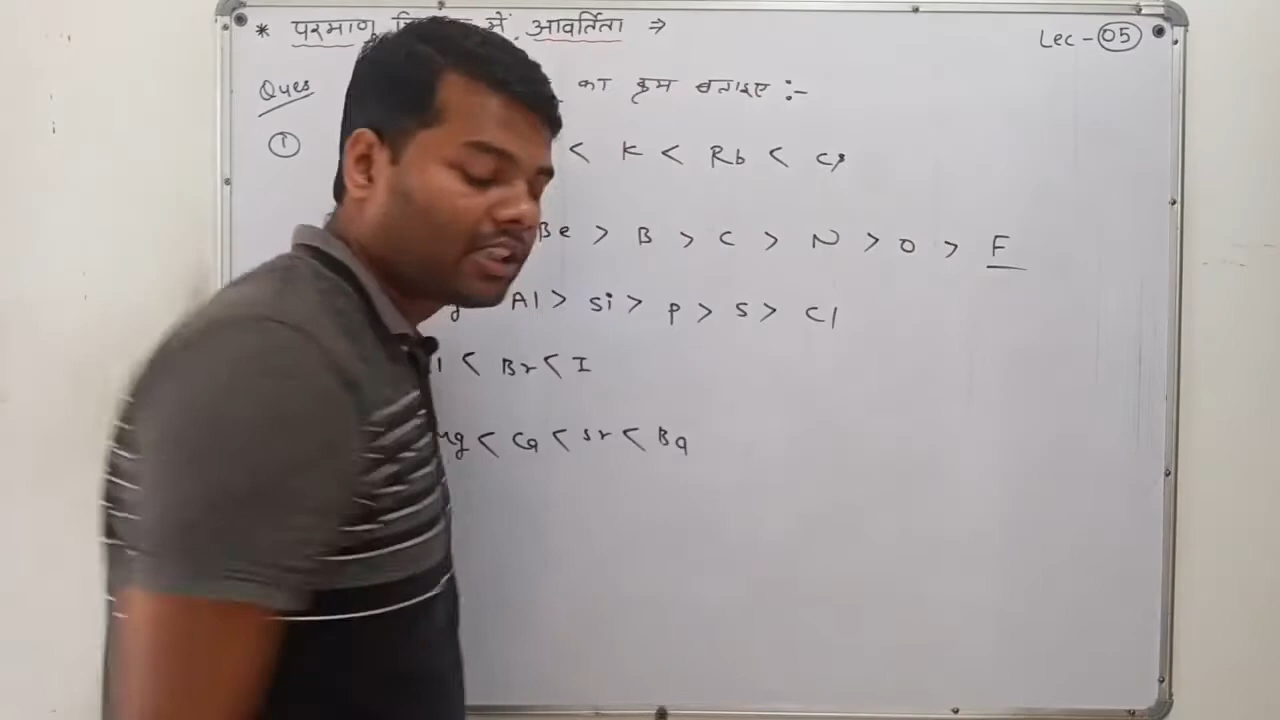 * परमाणु में आवर्तिता →
Lec - 05
Ques का क्रम बताइए :-
① < K < Rb < Cs
Be > B > C > N > O > F
Al > Si > P > S > Cl
< Br < I
Mg < Ca < Sr < Ba